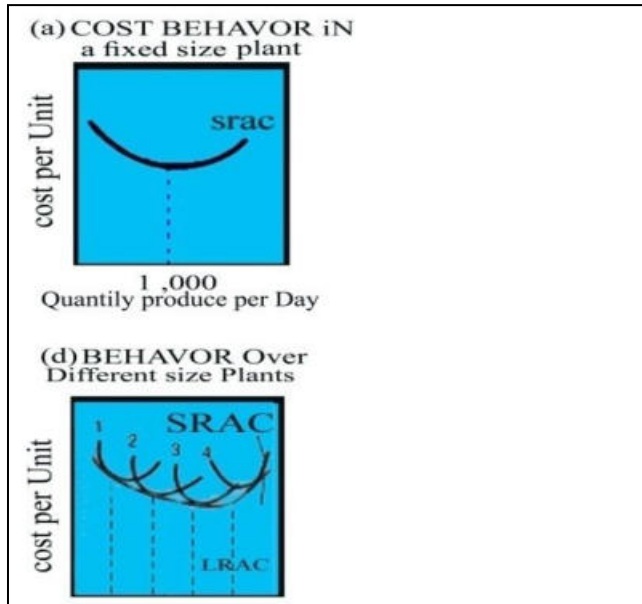 (a) COST BEHAVOR iN
a fixed size plant
srac
cost per Unit
1 ,000
Quantily produce per Day
(d) BEHAVOR Over
Different size Plants
SRAC
1
2
3
4
cost per Unit
LRAC